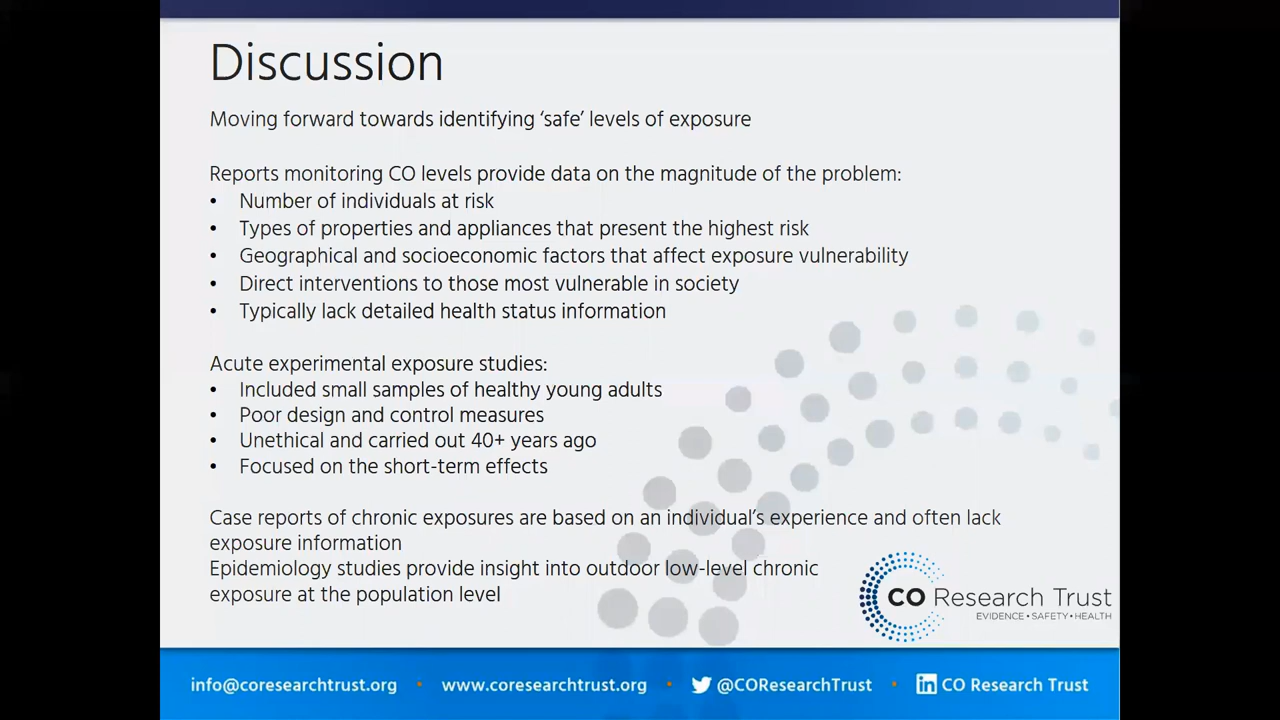 Discussion
Moving forward towards identifying ‘safe’ levels of exposure
Reports monitoring CO levels provide data on the magnitude of the problem:
• Number of individuals at risk
• Types of properties and appliances that present the highest risk
• Geographical and socioeconomic factors that affect exposure vulnerability
• Direct interventions to those most vulnerable in society
• Typically lack detailed health status information
Acute experimental exposure studies:
• Included small samples of healthy young adults
• Poor design and control measures
• Unethical and carried out 40+ years ago
• Focused on the short-term effects
Case reports of chronic exposures are based on an individual’s experience and often lack
exposure information
Epidemiology studies provide insight into outdoor low-level chronic
exposure at the population level
CO Research Trust
EVIDENCE • SAFETY • HEALTH
info@coresearchtrust.org • www.coresearchtrust.org • @COResearchTrust • in CO Research Trust